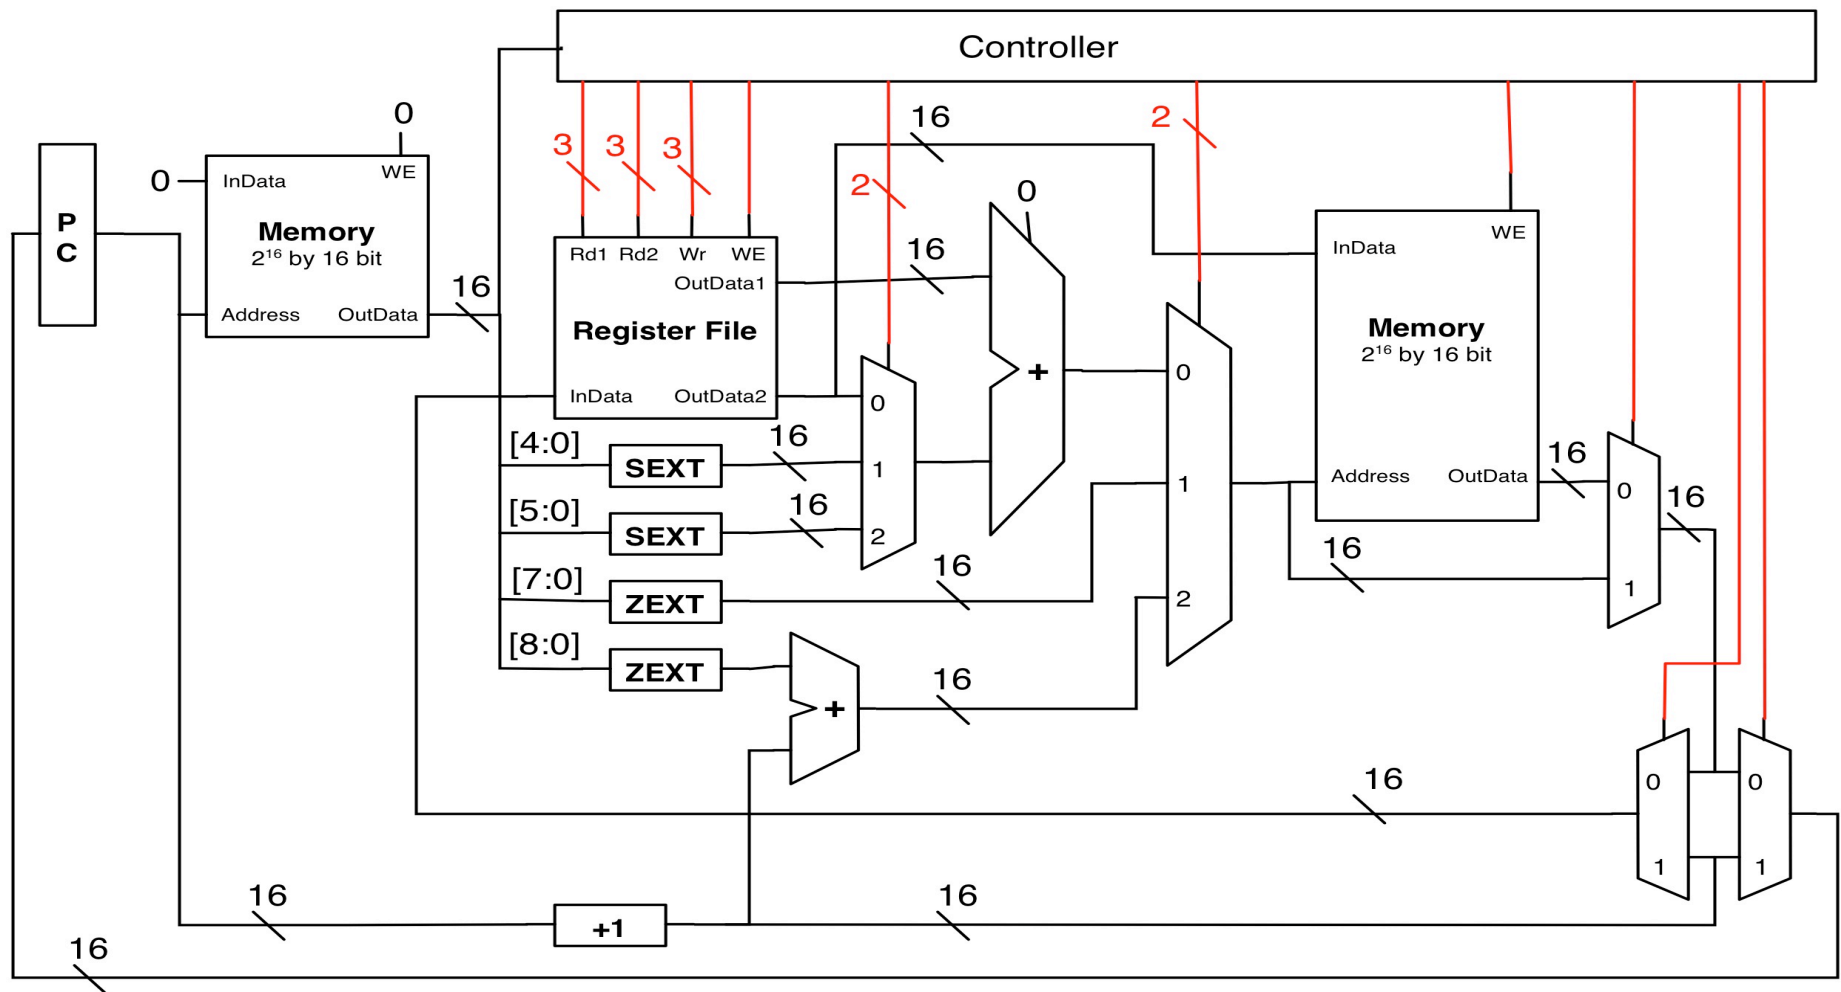 Controller
0
16
3
3
3
2
2
16
P
C
0
InData
WE
Memory
2¹⁶ by 16 bit
Address
OutData
16
Rd1
Rd2
Wr
WE
OutData1
Register File
InData
OutData2
16
0
+
0
1
2
0
1
2
InData
WE
Memory
2¹⁶ by 16 bit
Address
OutData
16
0
1
16
16
[4:0]
SEXT
16
[5:0]
SEXT
16
[7:0]
ZEXT
16
[8:0]
ZEXT
+
16
16
0
1
0
1
16
+1
16
16